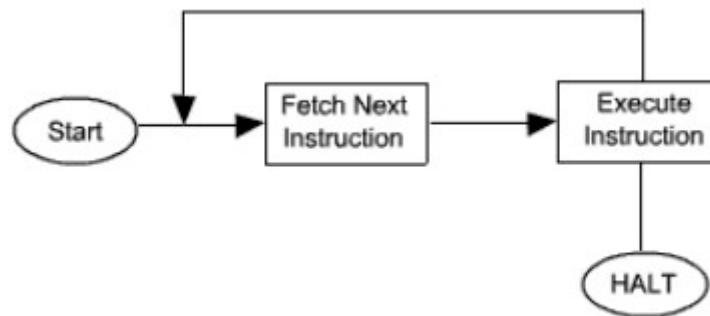 Start
Fetch Next
Instruction
Execute
Instruction
HALT